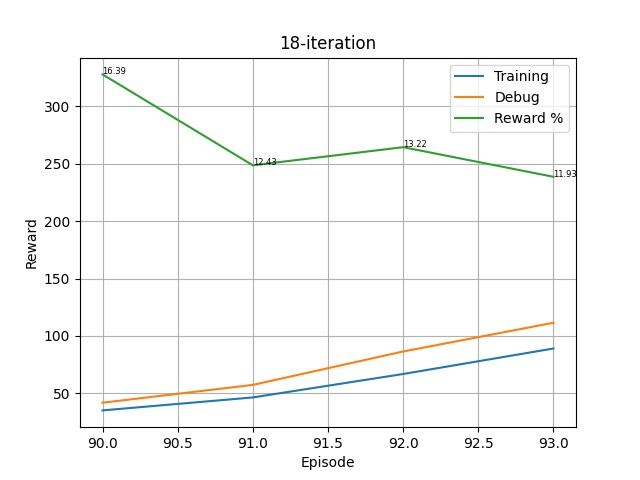 18-iteration
Training
Debug
Reward %
16.39
12.43
13.22
11.93
Reward
300
250
200
150
100
50
90.0 90.5 91.0 91.5 92.0 92.5 93.0
Episode